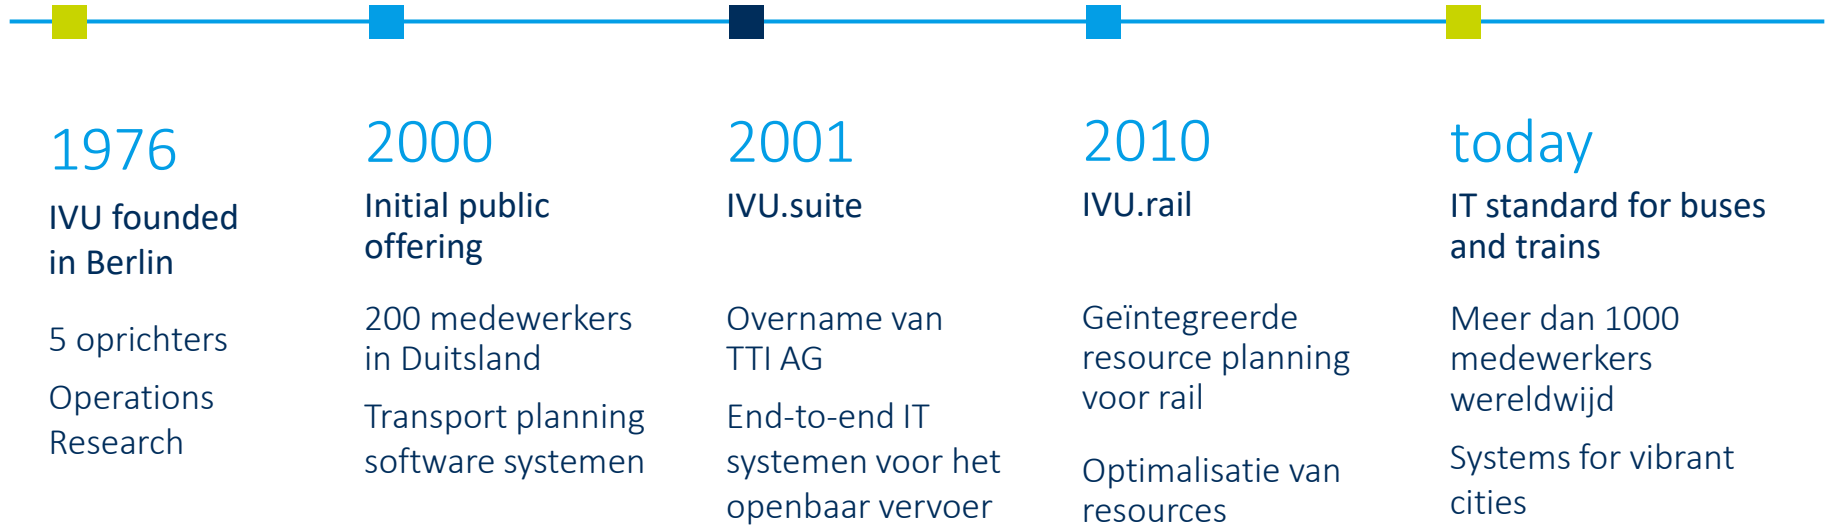 1976
IVU founded
in Berlin
5 oprichters
Operations
Research
2000
Initial public
offering
200 medewerkers
in Duitsland
Transport planning
software systemen
2001
IVU.suite
Overname van
TTI AG
End-to-end IT
systemen voor het
openbaar vervoer
2010
IVU.rail
Geïntegreerde
resource planning
voor rail
Optimalisatie van
resources
today
IT standard for buses
and trains
Meer dan 1000
medewerkers
wereldwijd
Systems for vibrant
cities